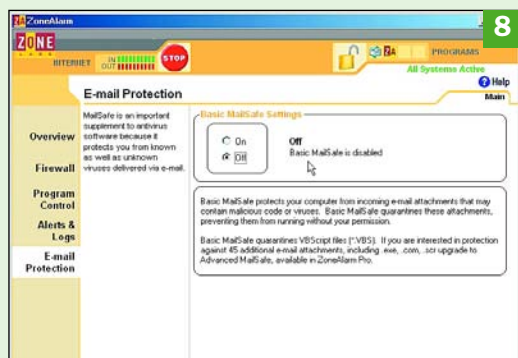 ZoneAlarm
8
ZONE
LABS
INTERNET
IN
OUT
STOP
ZA
PROGRAMS
All Systems Active
Help
E-mail Protection
Main
Overview
Firewall
Program
Control
Alerts &
Logs
E-mail
Protection
MailSafe is an important
supplement to antivirus
software because it
protects you from known
as well as unknown
viruses delivered via e-mail.
Basic MailSafe Settings
On
Off
Off
Basic MailSafe is disabled
Basic MailSafe protects your computer from incoming e-mail attachments that may
contain malicious code or viruses. Basic MailSafe quarantines these attachments,
preventing them from running without your permission.
Basic MailSafe quarantines VBScript files (*.VBS). If you are interested in protection
against 45 additional e-mail attachments, including .exe, .com, .scr upgrade to
Advanced MailSafe, available in ZoneAlarm Pro.